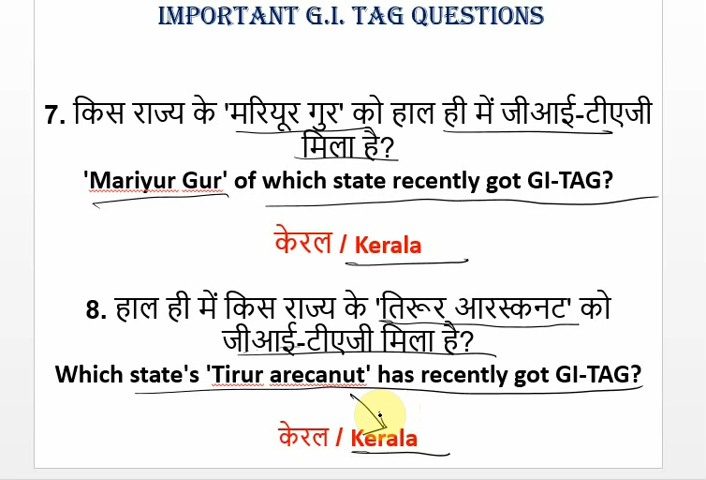 IMPORTANT G.I. TAG QUESTIONS
7. किस राज्य के 'मरियूर गुर' को हाल ही में जीआई-टीएजी
मिला है?
'Mariyur Gur' of which state recently got GI-TAG?
केरल / Kerala
8. हाल ही में किस राज्य के 'तिरूर आरस्कनट' को
जीआई-टीएजी मिला है?
Which state's 'Tirur arecanut' has recently got GI-TAG?
केरल / Kerala